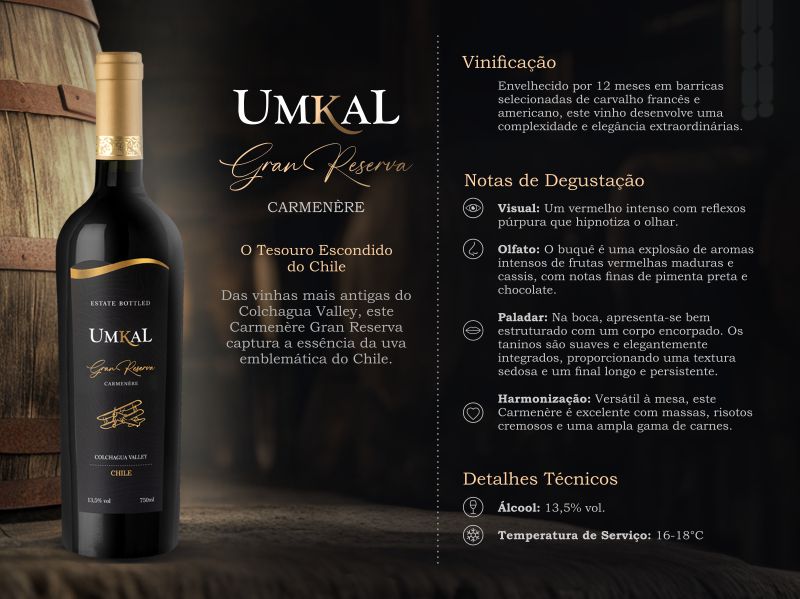 ESTATE BOTTLED
UMKAL
Gran Reserva
CARMENÈRE
COLCHAGUA VALLEY
CHILE
13,5% vol
750ml
UMKAL
Gran Reserva
CARMENÈRE
O Tesouro Escondido
do Chile
Das vinhas mais antigas do
Colchagua Valley, este
Carmenère Gran Reserva
captura a essência da uva
emblemática do Chile.
Vinificação
Envelhecido por 12 meses em barricas
selecionadas de carvalho francês e
americano, este vinho desenvolve uma
complexidade e elegância extraordinárias.
Notas de Degustação
Visual: Um vermelho intenso com reflexos
púrpura que hipnotiza o olhar.
Olfato: O buquê é uma explosão de aromas
intensos de frutas vermelhas maduras e
cassis, com notas finas de pimenta preta e
chocolate.
Paladar: Na boca, apresenta-se bem
estruturado com um corpo encorpado. Os
taninos são suaves e elegantemente
integrados, proporcionando uma textura
sedosa e um final longo e persistente.
Harmonização: Versátil à mesa, este
Carmenère é excelente com massas, risotos
cremosos e uma ampla gama de carnes.
Detalhes Técnicos
Álcool: 13,5% vol.
Temperatura de Serviço: 16-18°C